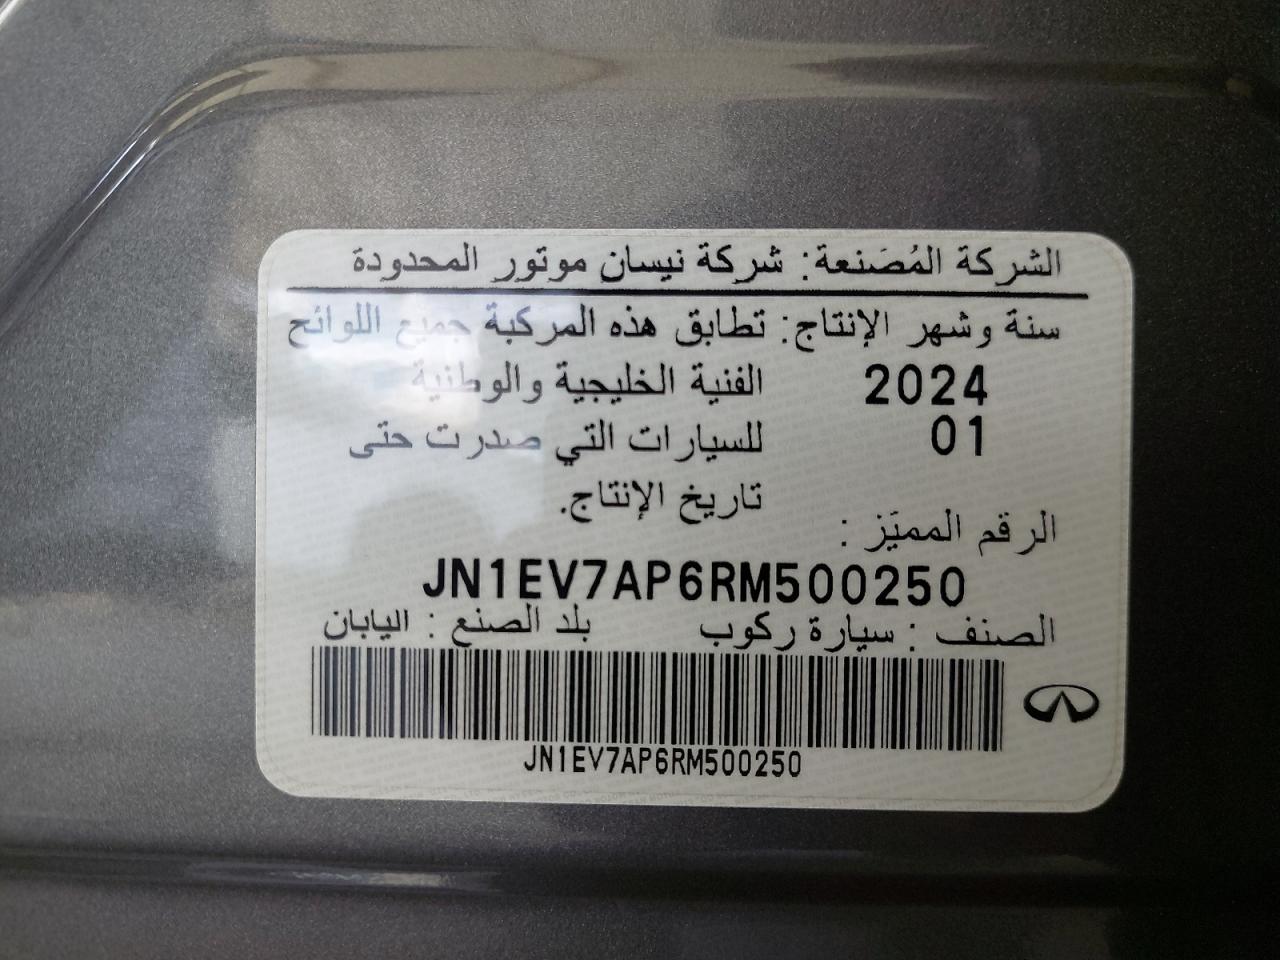 الشركة المُصَنعة: شركة نيسان موتور المحدودة
سنة وشهر الإنتاج: تطابق هذه المركبة جميع اللوائح
2024 الفنية الخليجية والوطنية
01 للسيارات التي صدرت حتى
تاريخ الإنتاج.
الرقم المميَز :
JN1EV7AP6RM500250
الصنف : سيارة ركوب بلد الصنع : اليابان
JN1EV7AP6RM500250